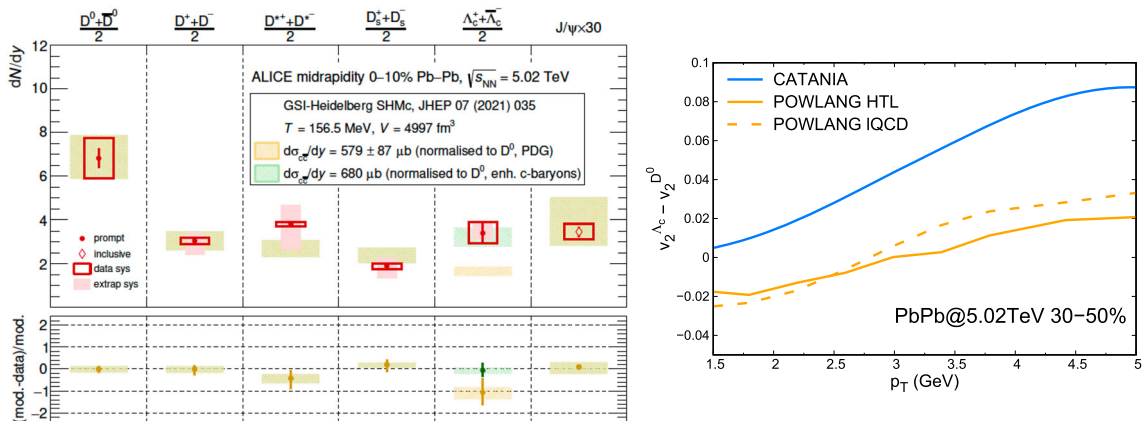 D⁰+D̄⁰ D⁺+D⁻ D*⁺+D*⁻ Dₛ⁺+Dₛ⁻ Λ_c⁺+Λ̄_c⁻
2 2 2 2 2 J/ψ×30
dN/dy
12
10
8
6
4
2
ALICE midrapidity 0–10% Pb–Pb, √s_NN = 5.02 TeV
GSI-Heidelberg SHMc, JHEP 07 (2021) 035
T = 156.5 MeV, V = 4997 fm³
dσ_cc̄/dy = 579 ± 87 μb (normalised to D⁰, PDG)
dσ_cc̄/dy = 680 μb (normalised to D⁰, enh. c-baryons)
prompt
inclusive
data sys
extrap sys
(mod.-data)/mod.
2
1
0
−1
−2
CATANIA
POWLANG HTL
POWLANG lQCD
v₂^Λc − v₂^D⁰
0.1
0.08
0.06
0.04
0.02
0
−0.02
−0.04
PbPb@5.02TeV 30−50%
1.5 2 2.5 3 3.5 4 4.5 5
p_T (GeV)